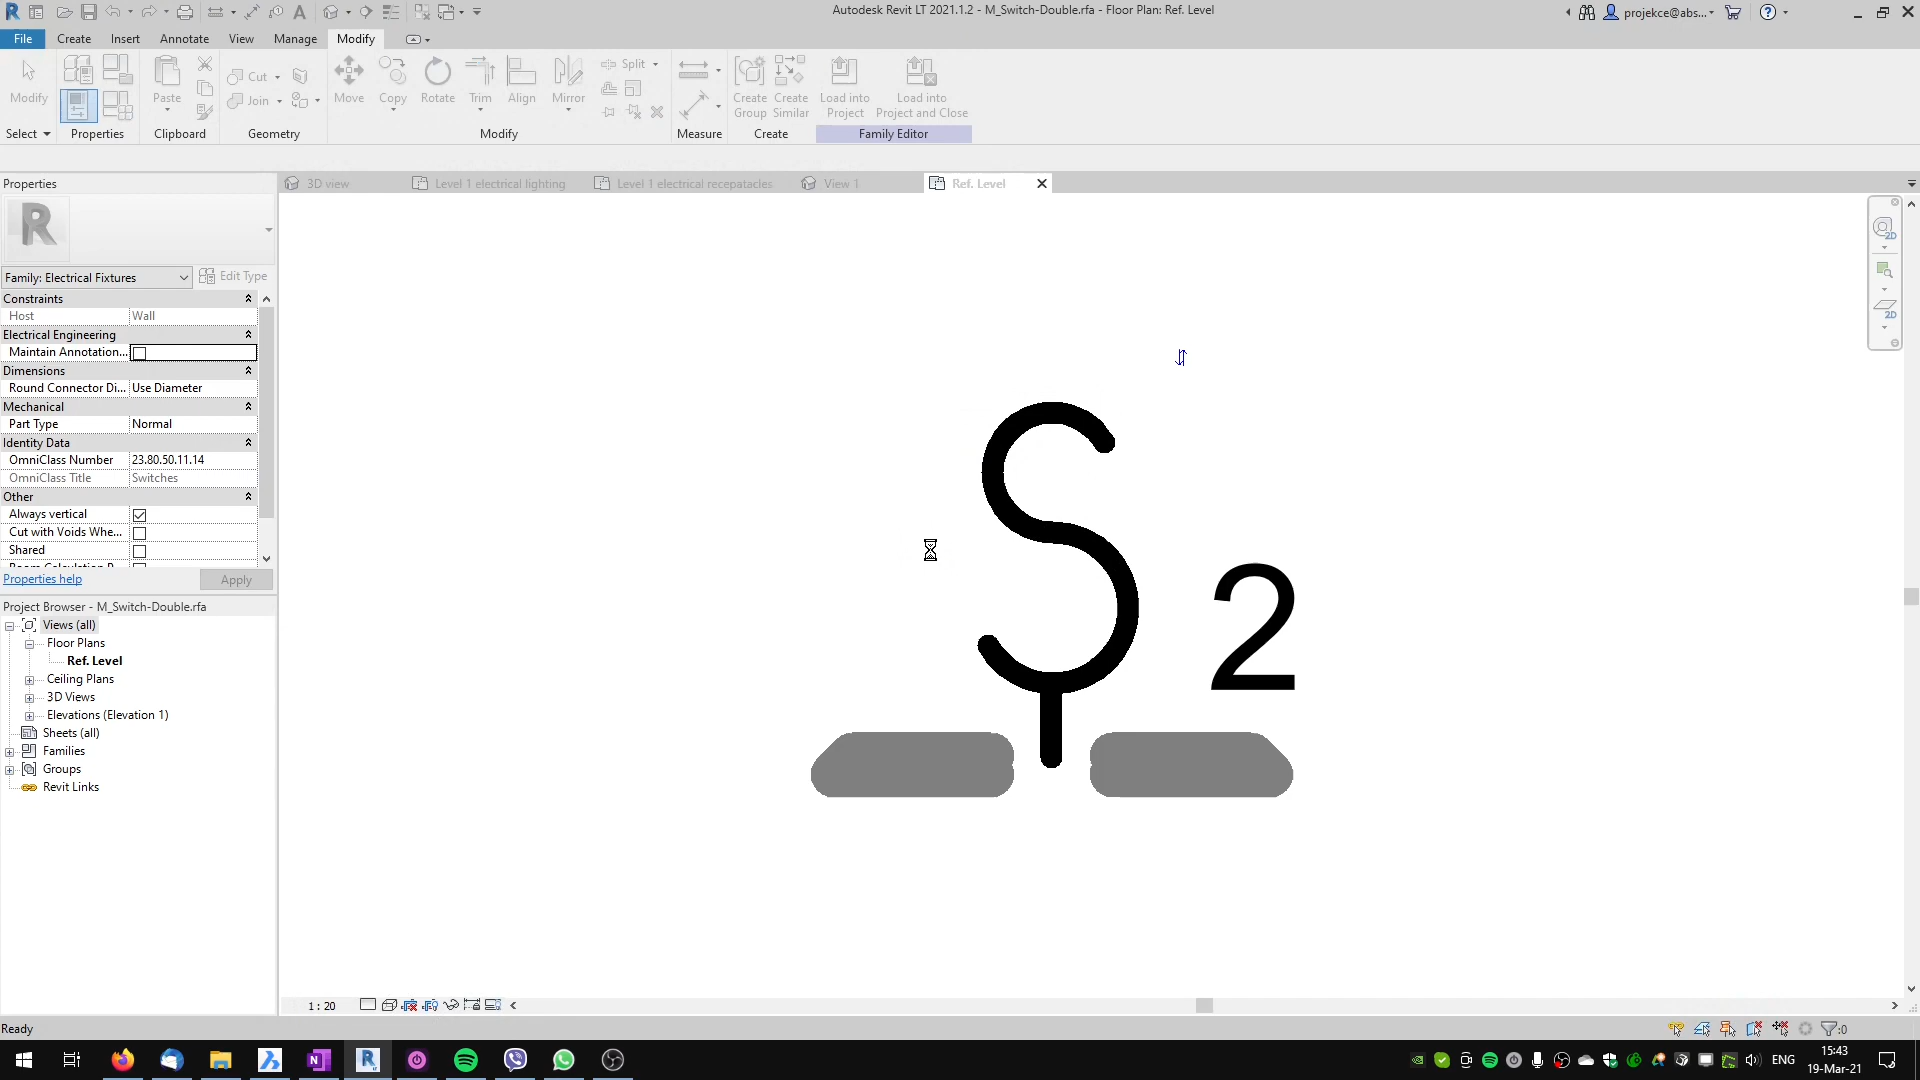 Autodesk Revit LT 2021.1.2 - M_Switch-Double.rfa - Floor Plan: Ref. Level
projekce@abs...
File Create Insert Annotate View Manage Modify
Modify
Paste
Cut
Join
Move Copy Rotate Trim Align Mirror
Split
Create Group
Create Similar
Load into Project
Load into Project and Close
Select Properties Clipboard Geometry Modify Measure Create Family Editor
Properties
3D view
Level 1 electrical lighting
Level 1 electrical recepatacles
View 1
Ref. Level
Family: Electrical Fixtures
Edit Type
Constraints
Host Wall
Electrical Engineering
Maintain Annotation...
Dimensions
Round Connector Di... Use Diameter
Mechanical
Part Type Normal
Identity Data
OmniClass Number 23.80.50.11.14
OmniClass Title Switches
Other
Always vertical
Cut with Voids Whe...
Shared
Properties help
Apply
Project Browser - M_Switch-Double.rfa
Views (all)
Floor Plans
Ref. Level
Ceiling Plans
3D Views
Elevations (Elevation 1)
Sheets (all)
Families
Groups
Revit Links
S
2
2D
2D
1 : 20
Ready
:0
ENG
15:43
19-Mar-21